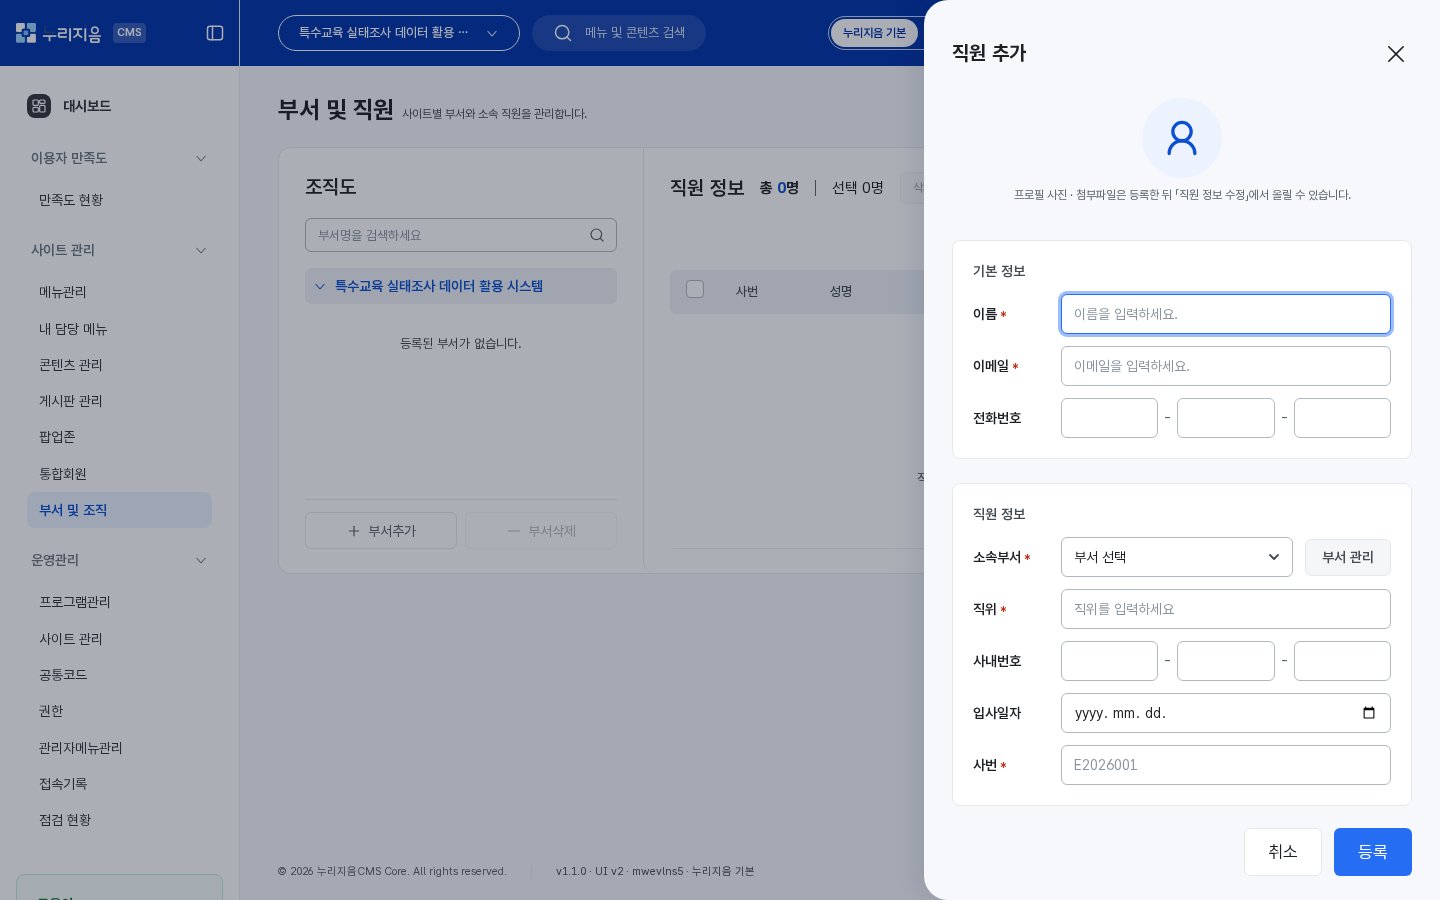 누리지음 CMS
특수교육 실태조사 데이터 활용 ···
메뉴 및 콘텐츠 검색
누리지음 기본
대시보드
이용자 만족도
만족도 현황
사이트 관리
메뉴관리
내 담당 메뉴
콘텐츠 관리
게시판 관리
팝업존
통합회원
부서 및 조직
운영관리
프로그램관리
사이트 관리
공통코드
권한
관리자메뉴관리
접속기록
점검 현황
부서 및 직원 사이트별 부서와 소속 직원을 관리합니다.
조직도
부서명을 검색하세요
특수교육 실태조사 데이터 활용 시스템
등록된 부서가 없습니다.
부서추가
부서삭제
직원 정보 총 0명 | 선택 0명
사번 성명
© 2026 누리지음CMS Core. All rights reserved.
v1.1.0 · UI v2 · mwevlns5 · 누리지음 기본
직원 추가
프로필 사진 · 첨부파일은 등록한 뒤 「직원 정보 수정」에서 올릴 수 있습니다.
기본 정보
이름 * 이름을 입력하세요.
이메일 * 이메일을 입력하세요.
전화번호 - -
직원 정보
소속부서 * 부서 선택 부서 관리
직위 * 직위를 입력하세요
사내번호 - -
입사일자 yyyy. mm. dd.
사번 * E2026001
취소 등록